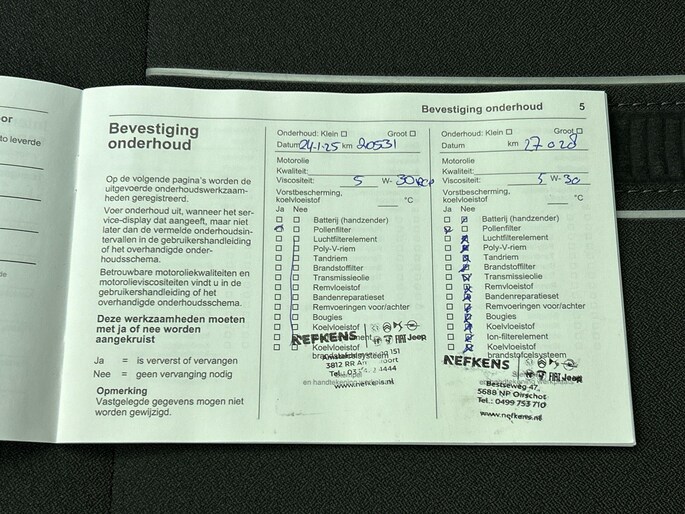 to leverde
Bevestiging onderhoud 5
Bevestiging
onderhoud
Op de volgende pagina's worden de
uitgevoerde onderhoudswerkzaam-
heden geregistreerd.
Voer onderhoud uit, wanneer het ser-
vice-display dat aangeeft, maar niet
later dan de vermelde onderhoudsin-
tervallen in de gebruikershandleiding
of het overhandigde onder-
houdsschema.
Betrouwbare motoroliekwaliteiten en
motorolieviscositeiten vindt u in de
gebruikershandleiding of het
overhandigde onderhoudsschema.
Deze werkzaamheden moeten
met ja of nee worden
aangekruist
Ja = is ververst of vervangen
Nee = geen vervanging nodig
Opmerking
Vastgelegde gegevens mogen niet
worden gewijzigd.
Onderhoud: Klein Groot
Datum 24-1-25 km 20531
Motorolie
Kwaliteit:
Viscositeit: 5 W- 30
Vorstbescherming,
koelvloeistof °C
Ja Nee
Batterij (handzender)
Pollenfilter
Luchtfilterelement
Poly-V-riem
Tandriem
Brandstoffilter
Transmissieolie
Remvloeistof
Bandenreparatieset
Remvoeringen voor/achter
Bougies
Koelvloeistof
Koelvloeistof
brandstofcelsysteem
NEFKENS
Jeep
3812 RR
www.nefkens.nl
Onderhoud: Klein Groot
Datum km 27028
Motorolie
Kwaliteit:
Viscositeit: 5 W- 30
Vorstbescherming,
koelvloeistof °C
Ja Nee
Batterij (handzender)
Pollenfilter
Luchtfilterelement
Poly-V-riem
Tandriem
Brandstoffilter
Transmissieolie
Remvloeistof
Bandenreparatieset
Remvoeringen voor/achter
Bougies
Koelvloeistof
Ion-filterelement
Koelvloeistof
brandstofcelsysteem
NEFKENS
FIAT Jeep
Bestseweg 47
5688 NP Oirschot
Tel.: 0499 753 710
www.nefkens.nl